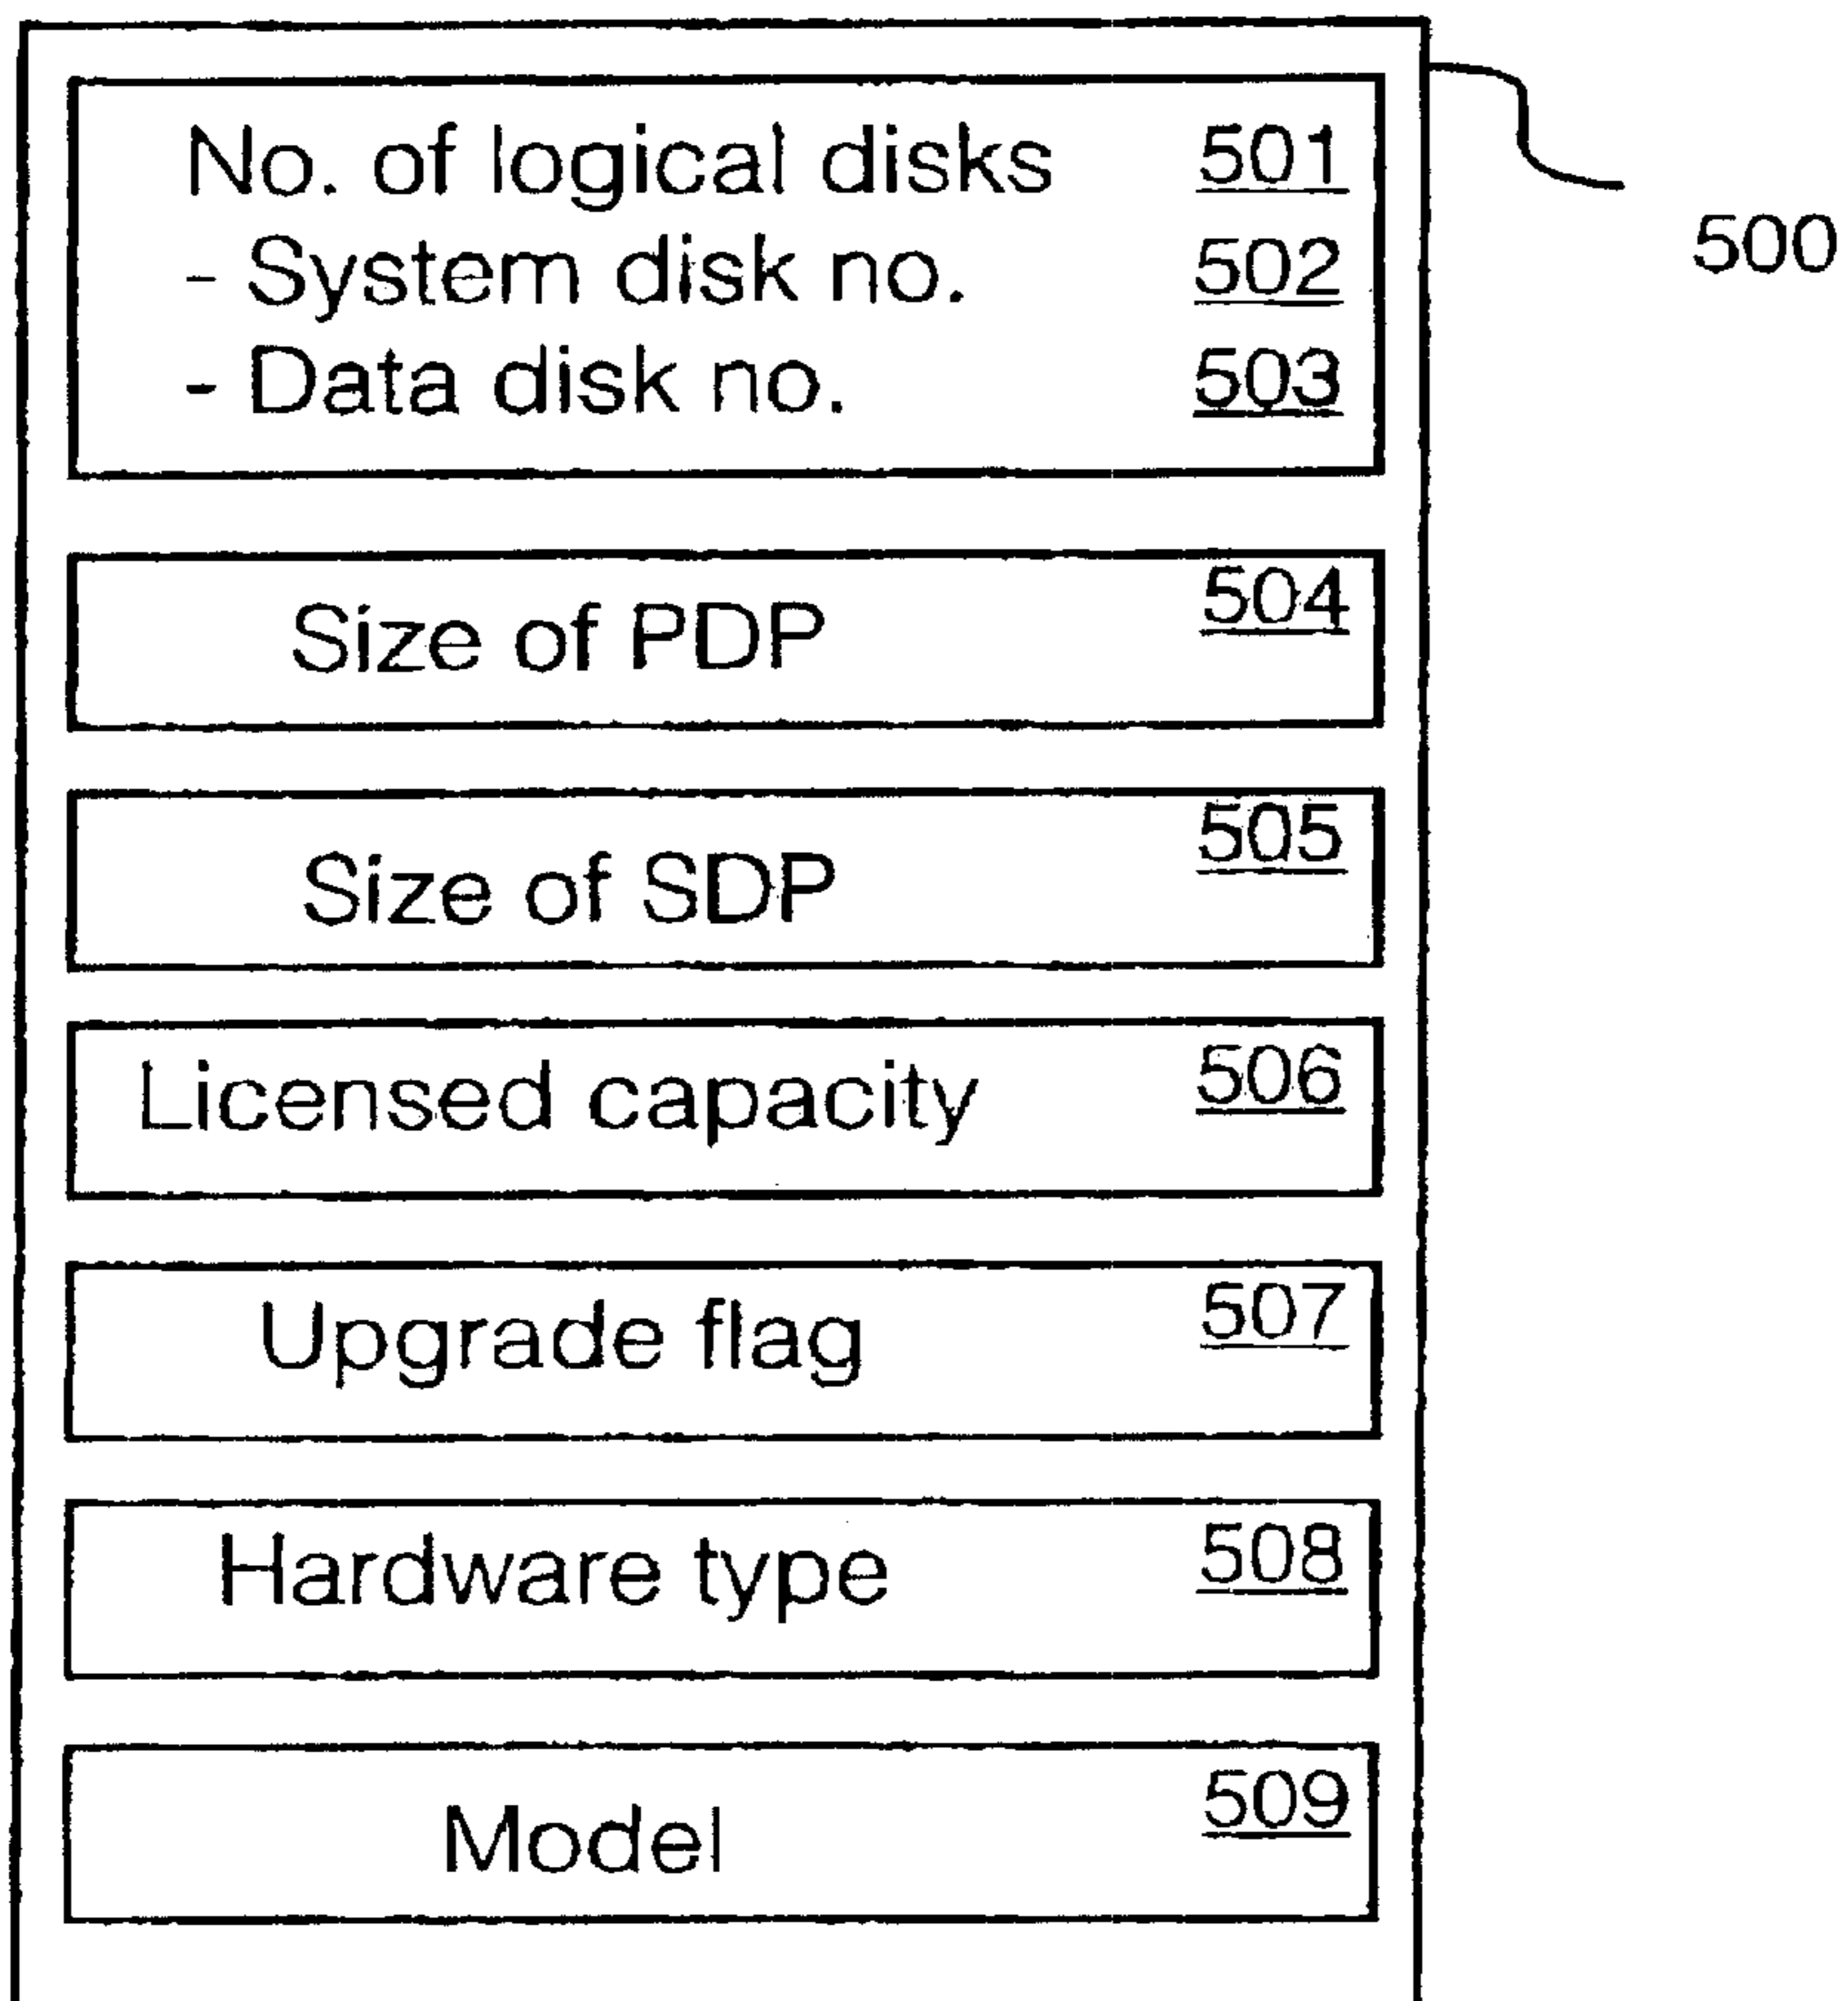 No. of logical disks 501
- System disk no. 502
- Data disk no. 503
500
Size of PDP 504
Size of SDP 505
Licensed capacity 506
Upgrade flag 507
Hardware type 508
Model 509